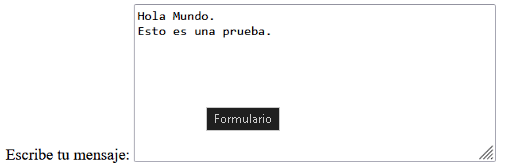 Hola Mundo.
Esto es una prueba.
Formulario
Escribe tu mensaje: